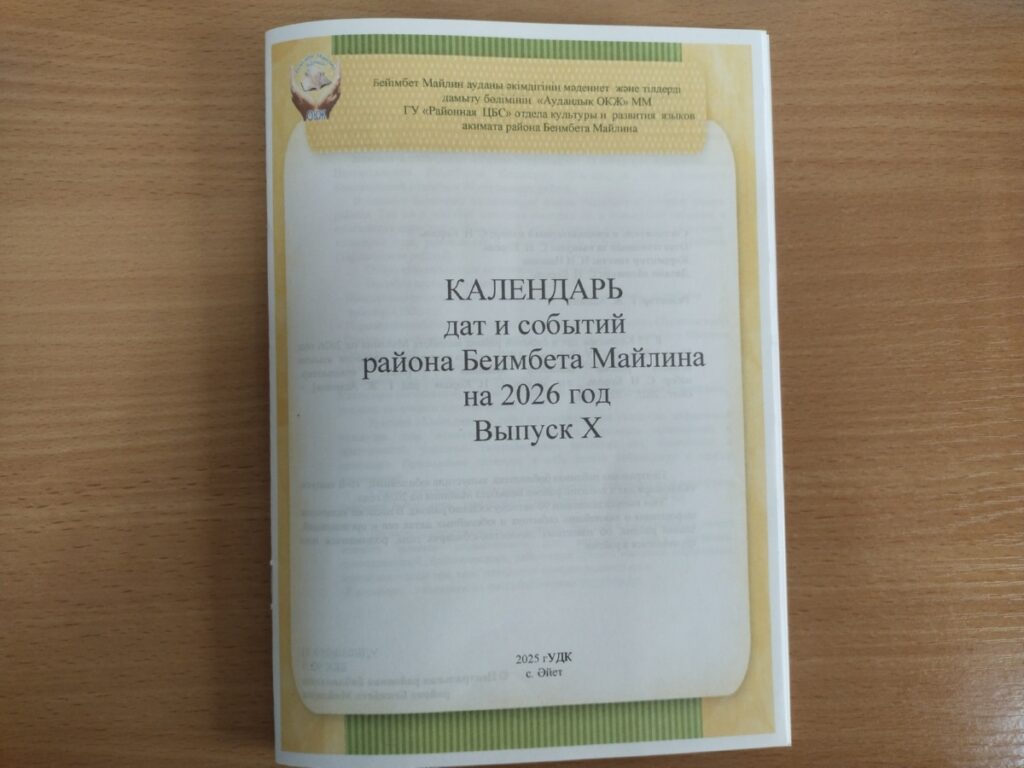 Бейімбет Майлин ауданы әкімдігінің мәдениет және тілдерді
дамыту бөлімінің «Аудандық ОКЖ» ММ
ГУ «Районная ЦБС» отдела культуры и развития языков
акимата района Беимбета Майлина
ОКЖ
КАЛЕНДАРЬ
дат и событий
района Беимбета Майлина
на 2026 год
Выпуск X
2025 гУДК
с. Әйет